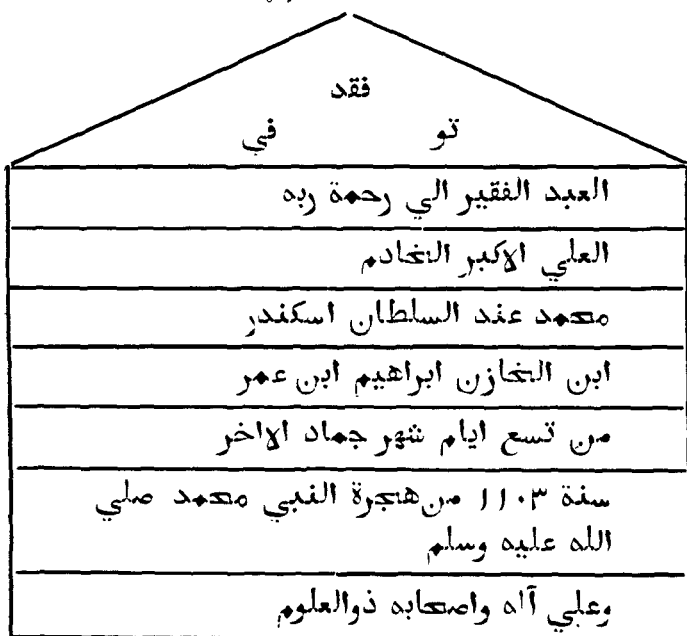 فقد
تو في
العبد الفقير الي رحمة ربه
العلي الاكبر الخادم
محمد عند السلطان اسكندر
ابن الخازن ابراهيم ابن عمر
من تسع ايام شهر جماد الاخر
سنة ١١٠٣ من هجرة النبي محمد صلي
الله عليه وسلم
وعلي آله واصحابه ذوالعلوم